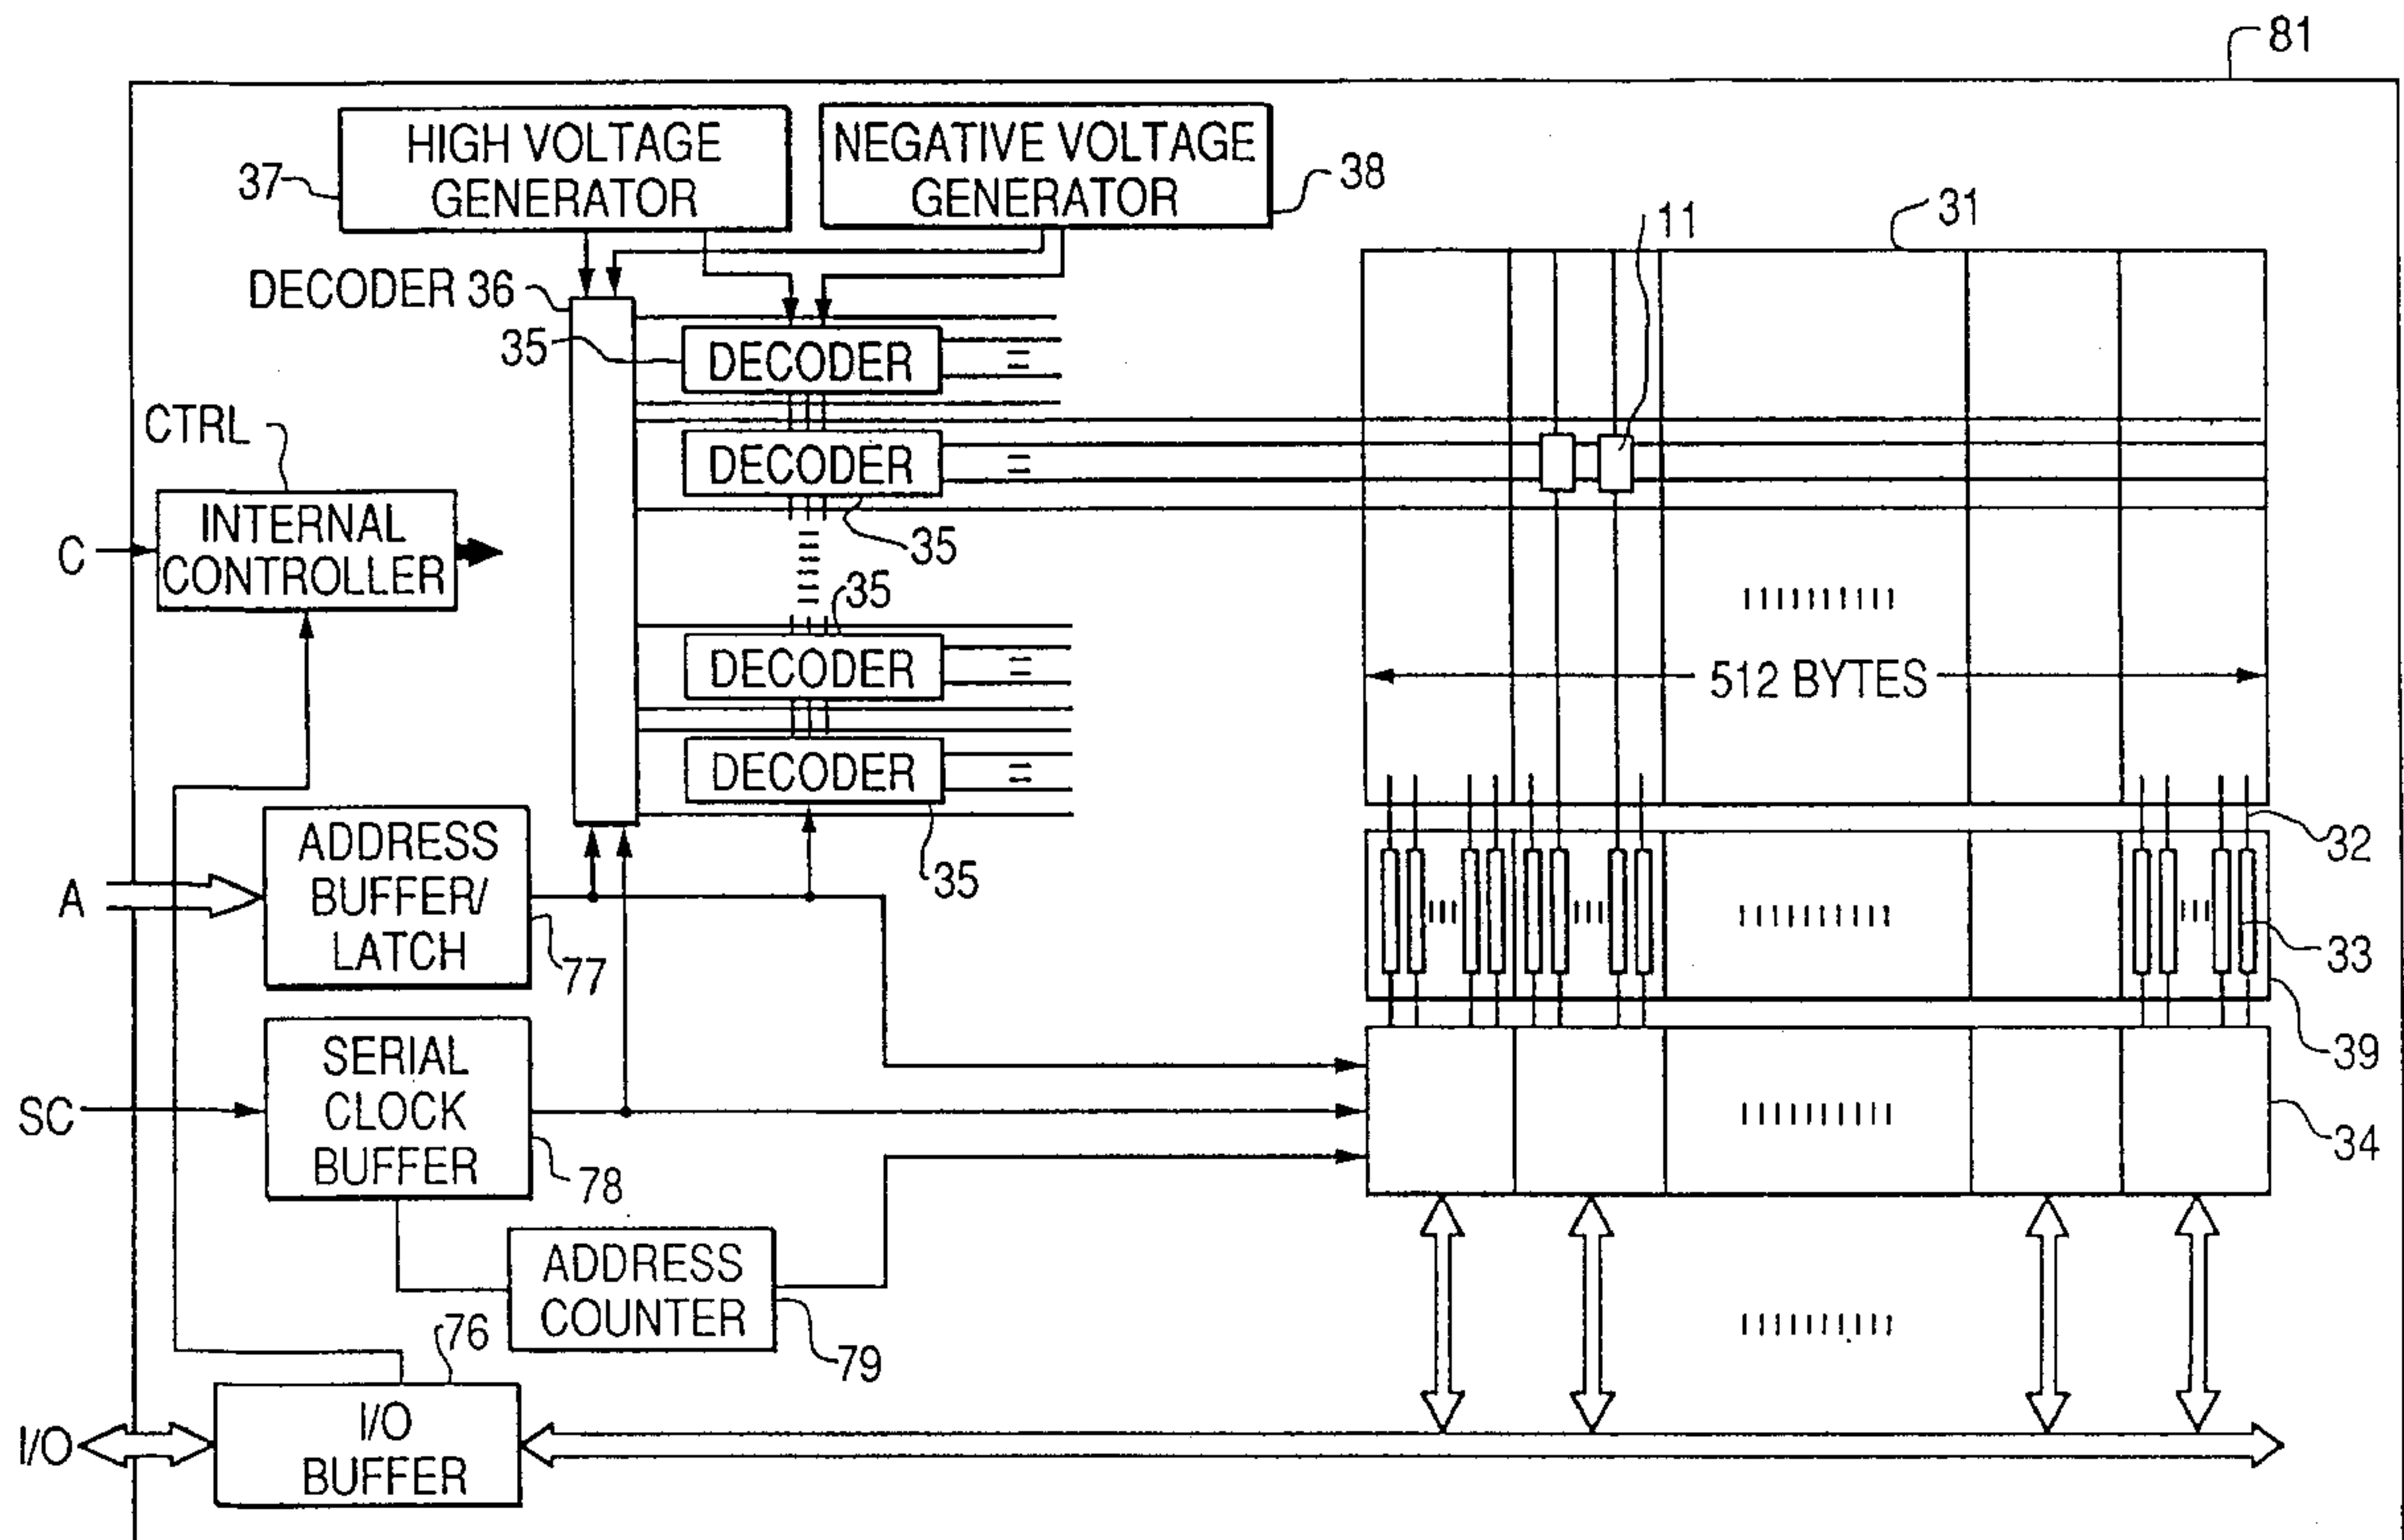 81
HIGH VOLTAGE
GENERATOR
NEGATIVE VOLTAGE
GENERATOR
37
38
11
31
DECODER 36
35
DECODER
CTRL
DECODER
INTERNAL
CONTROLLER
C
35
35
DECODER
512 BYTES
DECODER
35
ADDRESS
BUFFER/
LATCH
A
77
32
33
39
SERIAL
CLOCK
BUFFER
SC
78
34
ADDRESS
COUNTER
79
76
I/O
I/O
BUFFER